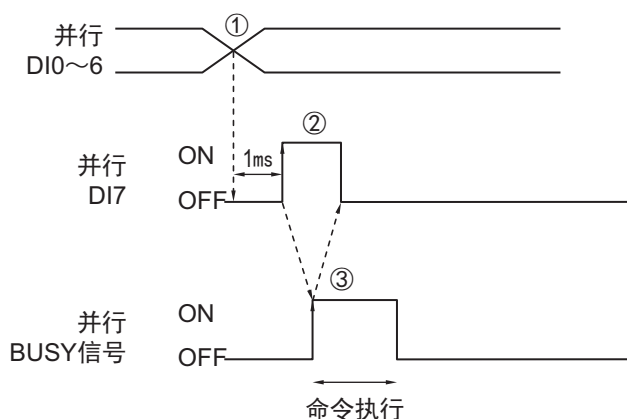 并行
DI0～6
①
并行
DI7
ON
OFF
1ms
②
并行
BUSY信号
ON
OFF
③
命令执行